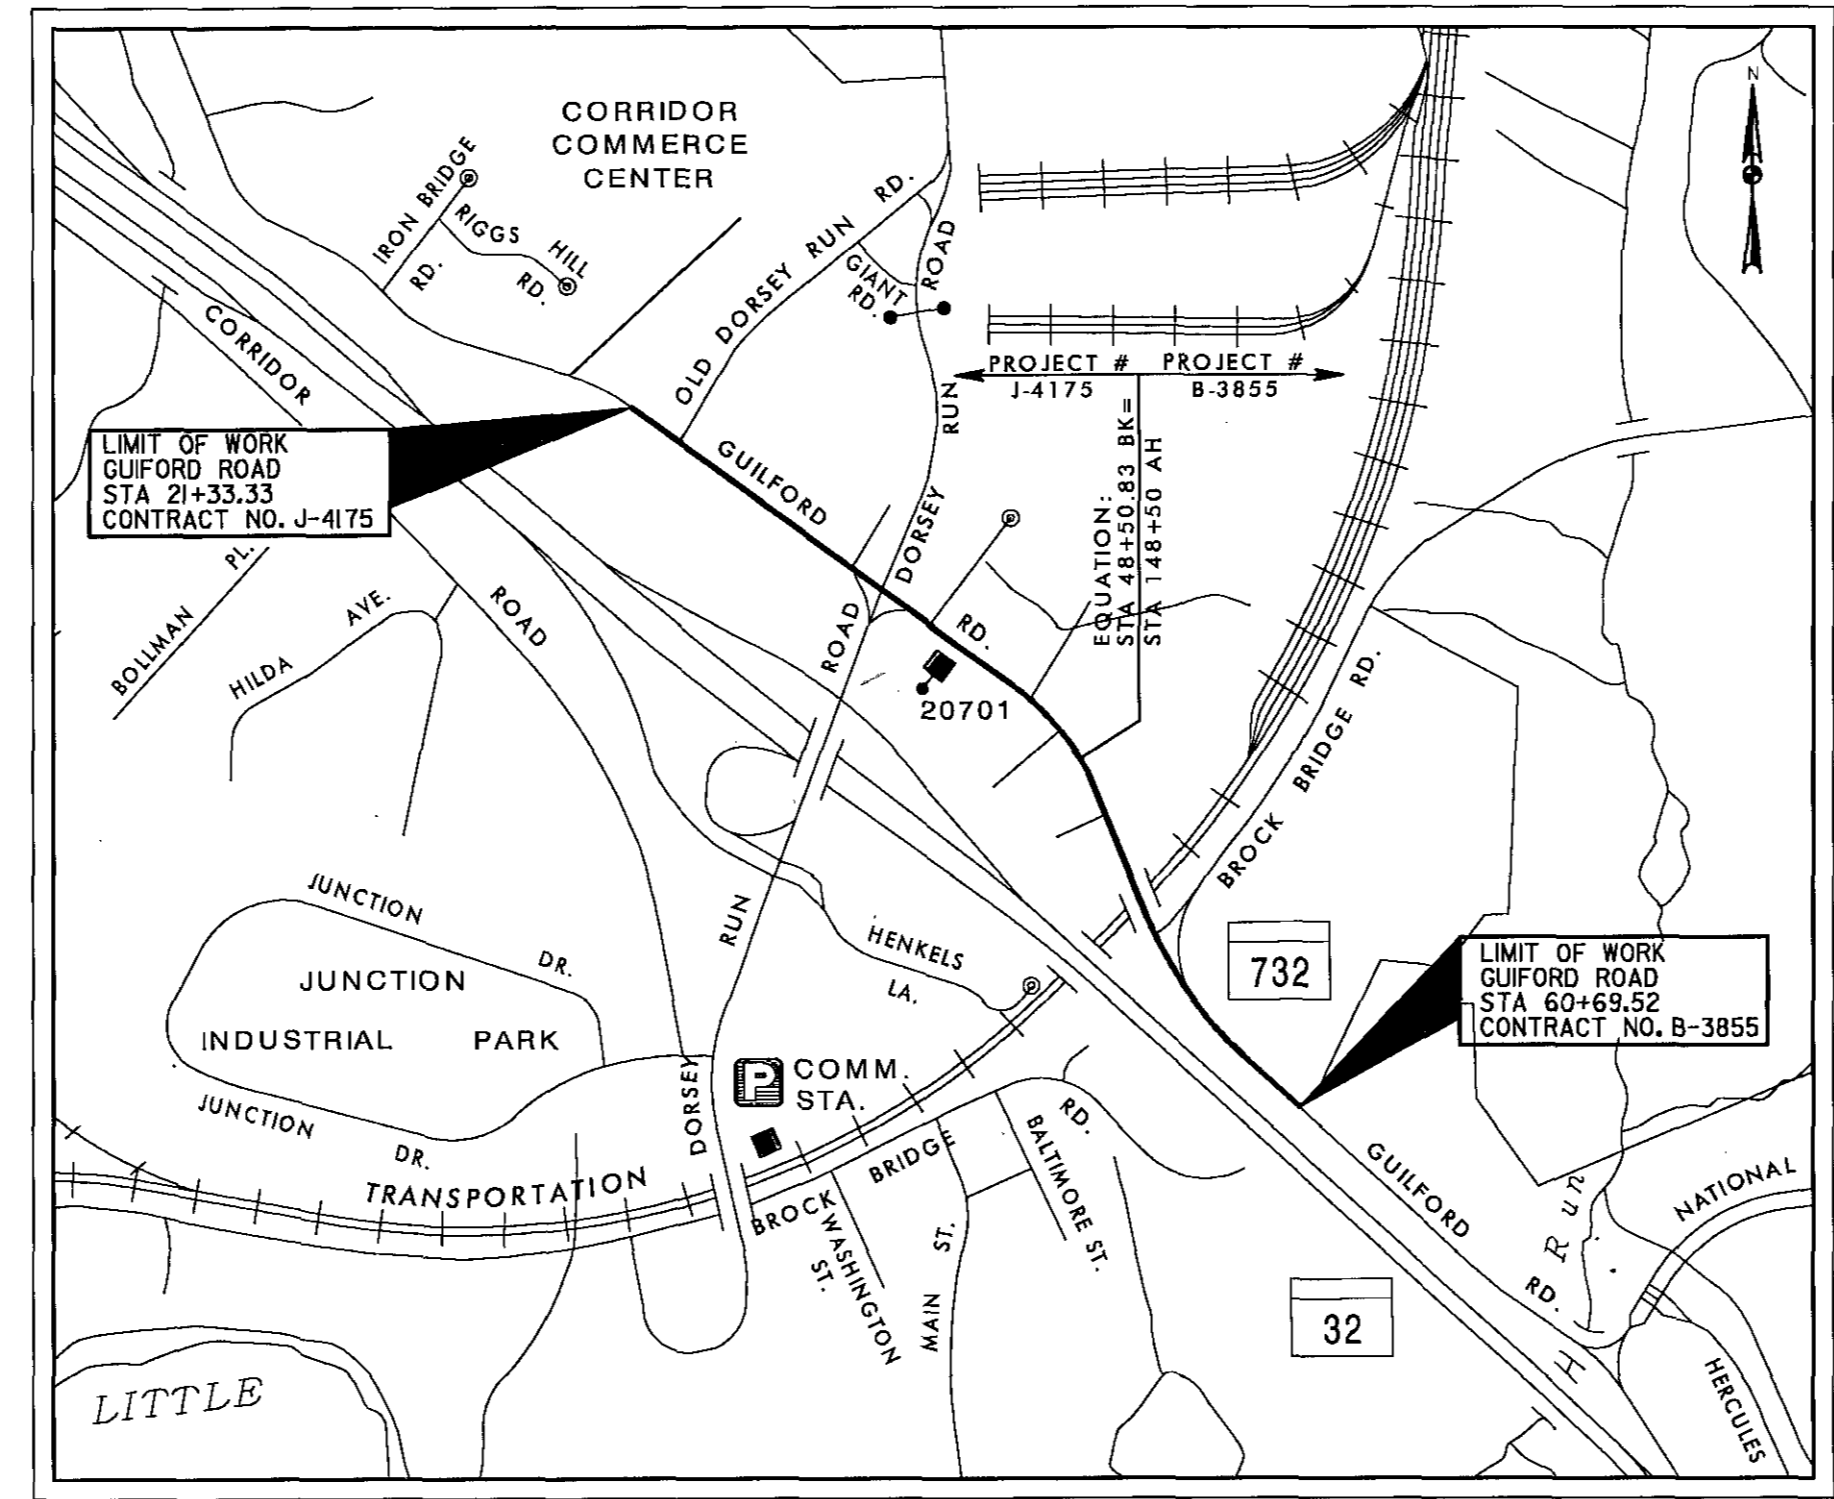 CORRIDOR
COMMERCE
CENTER
N
IRON BRIDGE
RD.
RIGGS HILL
RD.
OLD DORSEY RUN RD.
GIANT
RD.
ROAD
RUN
DORSEY
PROJECT # PROJECT #
J-4175 B-3855
EQUATION:
STA 48+50.83 BK=
STA 148+50 AH
CORRIDOR
ROAD
LIMIT OF WORK
GUIFORD ROAD
STA 21+33.33
CONTRACT NO. J-4175
GUILFORD
RD.
BOLLMAN PL.
HILDA AVE.
ROAD
20701
BROCK BRIDGE RD.
JUNCTION DR.
JUNCTION
INDUSTRIAL PARK
JUNCTION DR.
RUN
DORSEY
HENKELS
LA.
732
LIMIT OF WORK
GUIFORD ROAD
STA 60+69.52
CONTRACT NO. B-3855
P
COMM.
STA.
TRANSPORTATION
BROCK BRIDGE RD.
WASHINGTON
ST.
MAIN ST.
BALTIMORE ST.
GUILFORD
RD.
32
Run
H
NATIONAL
HERCULES
LITTLE